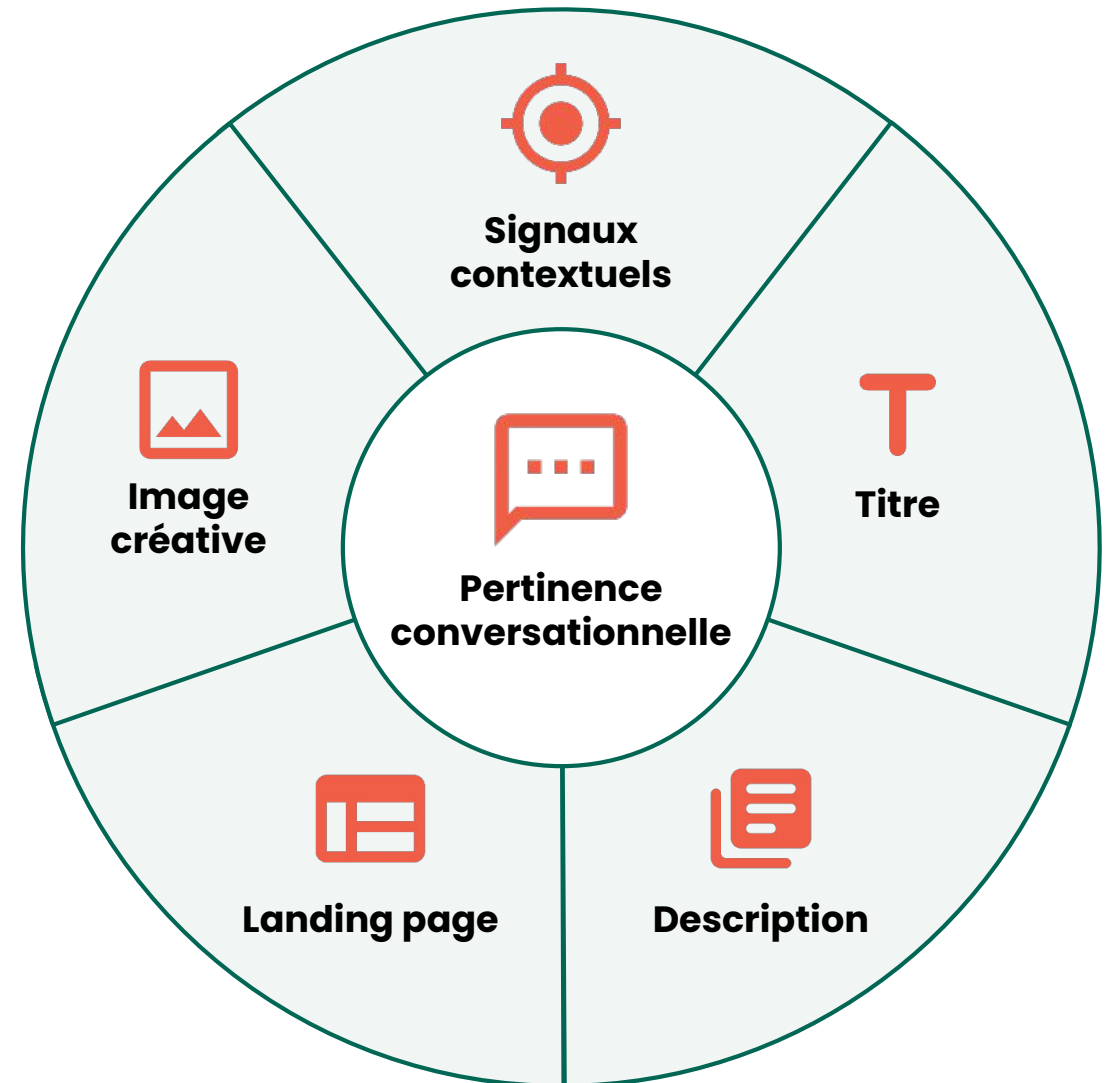 Signaux
contextuels
Titre
Description
Landing page
Image
créative
Pertinence
conversationnelle